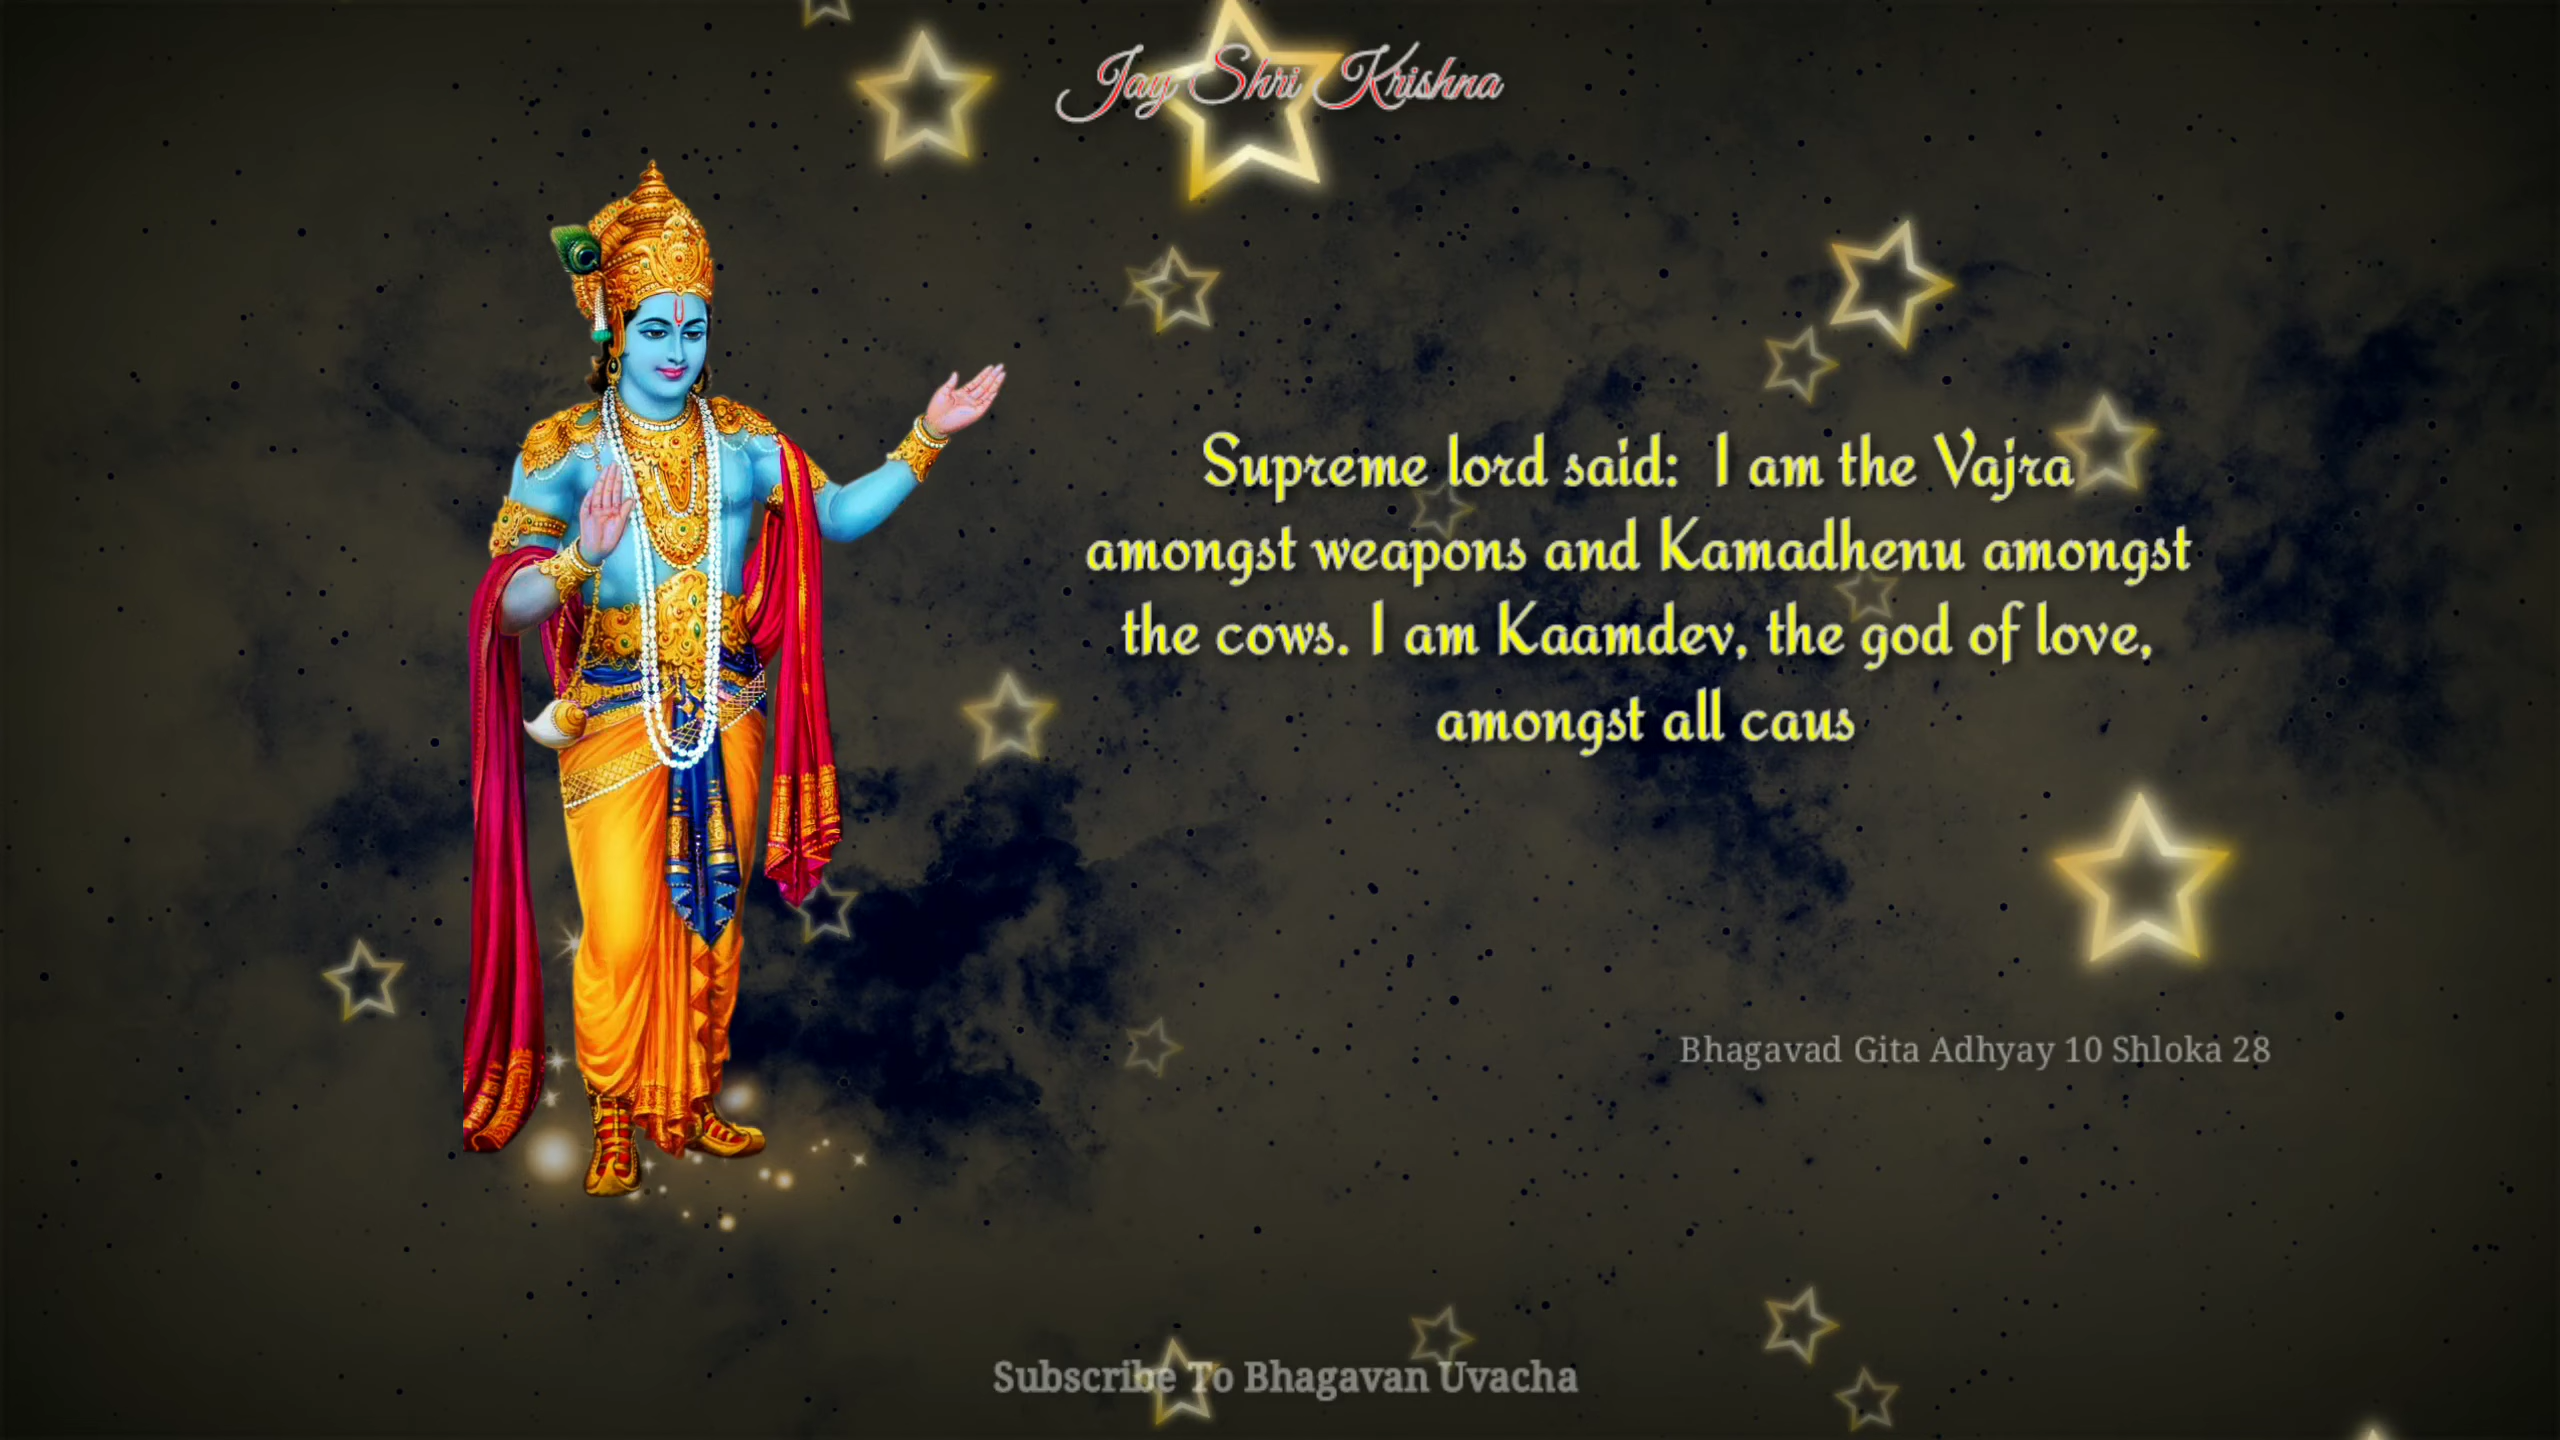 Jay Shri Krishna
Supreme lord said: I am the Vajra
amongst weapons and Kamadhenu amongst
the cows. I am Kaamdev, the god of love,
amongst all caus
Bhagavad Gita Adhyay 10 Shloka 28
Subscribe To Bhagavan Uvacha